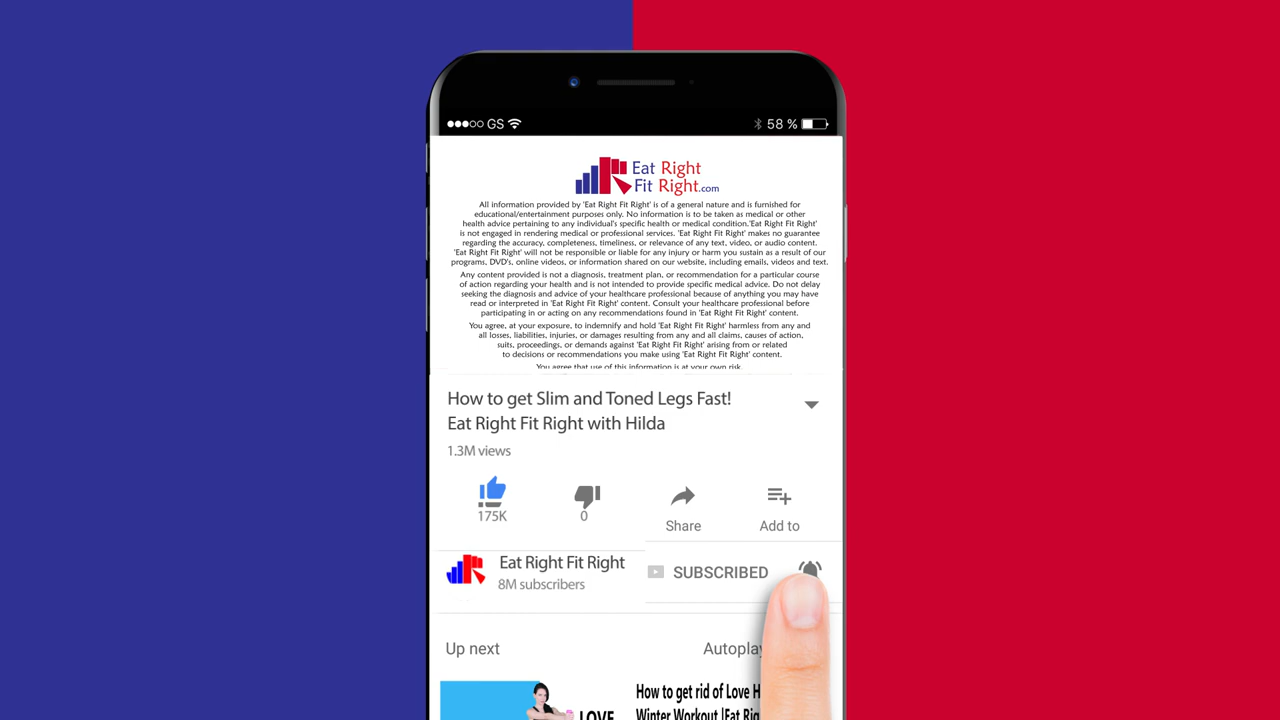 GS 58 %
Eat Right
Fit Right.com
All information provided by 'Eat Right Fit Right' is of a general nature and is furnished for
educational/entertainment purposes only. No information is to be taken as medical or other
health advice pertaining to any individual's specific health or medical condition.'Eat Right Fit Right'
is not engaged in rendering medical or professional services. 'Eat Right Fit Right' makes no guarantee
regarding the accuracy, completeness, timeliness, or relevance of any text, video, or audio content.
'Eat Right Fit Right' will not be responsible or liable for any injury or harm you sustain as a result of our
programs, DVD's, online videos, or information shared on our website, including emails, videos and text.
Any content provided is not a diagnosis, treatment plan, or recommendation for a particular course
of action regarding your health and is not intended to provide specific medical advice. Do not delay
seeking the diagnosis and advice of your healthcare professional because of anything you may have
read or interpreted in 'Eat Right Fit Right' content. Consult your healthcare professional before
participating in or acting on any recommendations found in 'Eat Right Fit Right' content.
You agree, at your exposure, to indemnify and hold 'Eat Right Fit Right' harmless from any and
all losses, liabilities, injuries, or damages resulting from any and all claims, causes of action,
suits, proceedings, or demands against 'Eat Right Fit Right' arising from or related
to decisions or recommendations you make using 'Eat Right Fit Right' content.
You agree that use of this information is at your own risk
How to get Slim and Toned Legs Fast!
Eat Right Fit Right with Hilda
1.3M views
175K 0 Share Add to
Eat Right Fit Right
8M subscribers
SUBSCRIBED
Up next Autoplay
How to get rid of Love H
LOVE
Winter Workout |Eat Rig